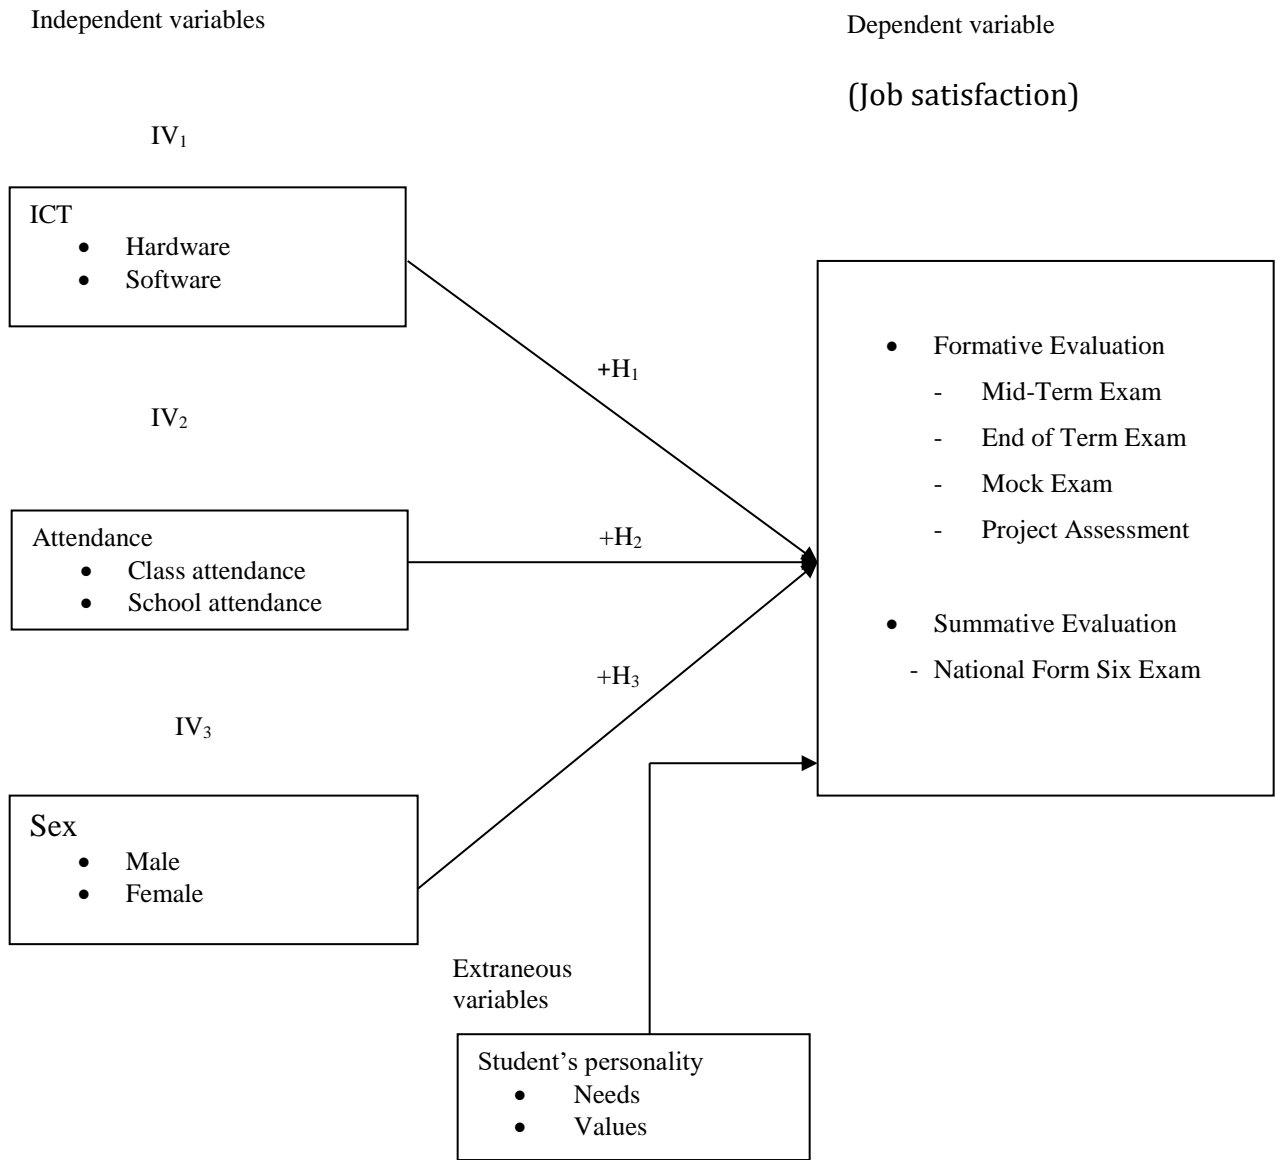 Independent variables
Dependent variable
(Job satisfaction)
IV₁
ICT
• Hardware
• Software
+H₁
IV₂
Attendance
• Class attendance
• School attendance
+H₂
IV₃
Sex
• Male
• Female
+H₃
• Formative Evaluation
- Mid-Term Exam
- End of Term Exam
- Mock Exam
- Project Assessment
• Summative Evaluation
- National Form Six Exam
Extraneous
variables
Student’s personality
• Needs
• Values